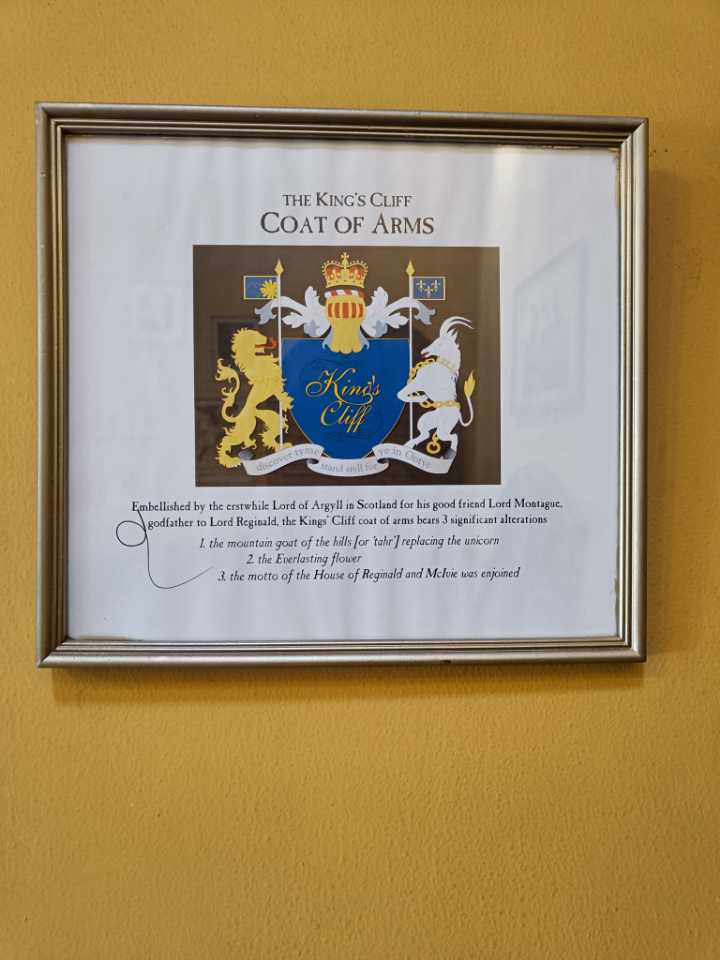 THE KING'S CLIFF
COAT OF ARMS
King's
Cliff
discover tyme
stand styll for
ye in Ootye
Embellished by the erstwhile Lord of Argyll in Scotland for his good friend Lord Montague,
godfather to Lord Reginald, the Kings' Cliff coat of arms bears 3 significant alterations
1. the mountain goat of the hills [or 'tahr'] replacing the unicorn
2. the Everlasting flower
3. the motto of the House of Reginald and McIvie was enjoined